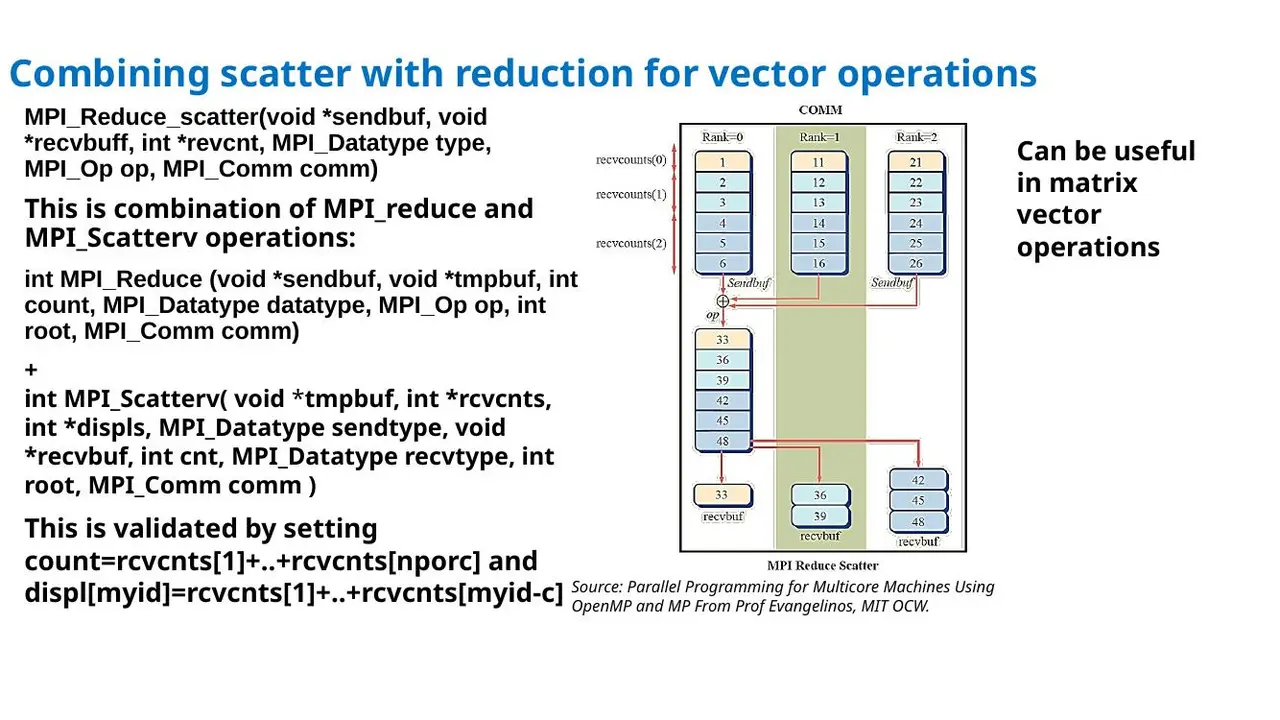 Combining scatter with reduction for vector operations
MPI_Reduce_scatter(void *sendbuf, void
*recvbuff, int *revcnt, MPI_Datatype type,
MPI_Op op, MPI_Comm comm)
This is combination of MPI_reduce and
MPI_Scatterv operations:
int MPI_Reduce (void *sendbuf, void *tmpbuf, int
count, MPI_Datatype datatype, MPI_Op op, int
root, MPI_Comm comm)
+
int MPI_Scatterv( void *tmpbuf, int *rcvcnts,
int *displs, MPI_Datatype sendtype, void
*recvbuf, int cnt, MPI_Datatype recvtype, int
root, MPI_Comm comm )
This is validated by setting
count=rcvcnts[1]+..+rcvcnts[nporc] and
displ[myid]=rcvcnts[1]+..+rcvcnts[myid-c]
COMM
Rank=0 Rank=1 Rank=2
recvcounts(0) 1 11 21
2 12 22
recvcounts(1)
3 13 23
4 14 24
recvcounts(2) 5 15 25
6 16 26
Sendbuf Sendbuf
op
33
36
39
42
45
48
33 36 42
39 45
48
recvbuf recvbuf recvbuf
MPI Reduce Scatter
Source: Parallel Programming for Multicore Machines Using
OpenMP and MP From Prof Evangelinos, MIT OCW.
Can be useful
in matrix
vector
operations